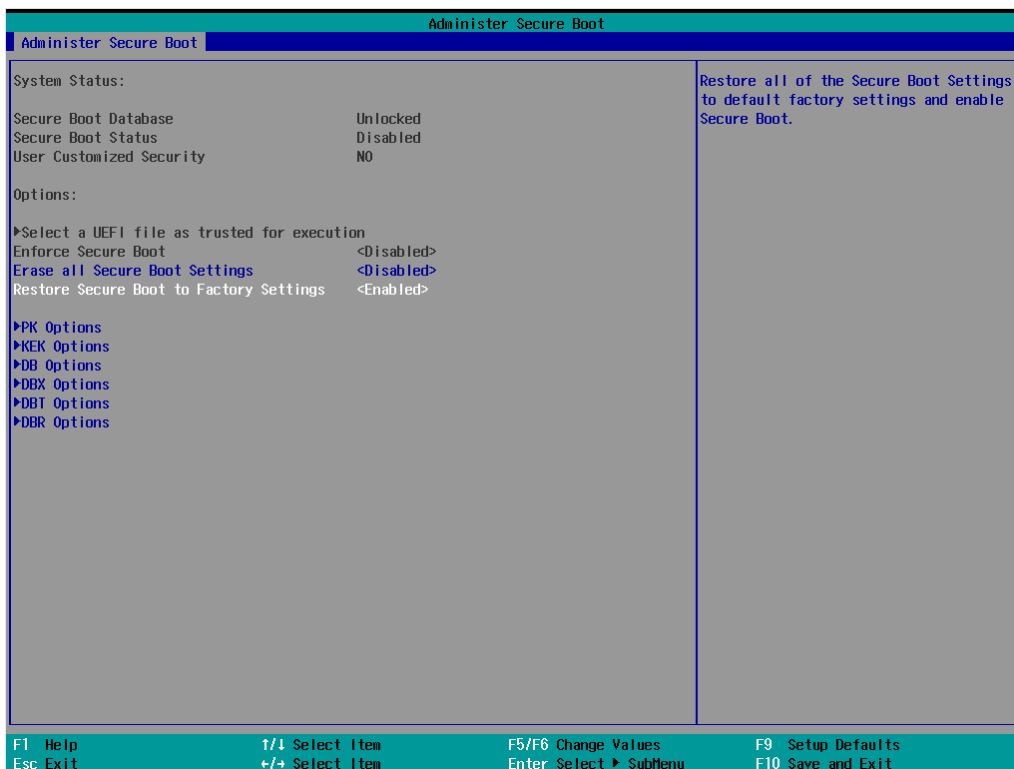 Administer Secure Boot
Administer Secure Boot
System Status:
Secure Boot Database Unlocked
Secure Boot Status Disabled
User Customized Security NO
Options:
▶Select a UEFI file as trusted for execution
Enforce Secure Boot <Disabled>
Erase all Secure Boot Settings <Disabled>
Restore Secure Boot to Factory Settings <Enabled>
▶PK Options
▶KEK Options
▶DB Options
▶DBX Options
▶DBT Options
▶DBR Options
Restore all of the Secure Boot Settings
to default factory settings and enable
Secure Boot.
F1 Help ↑/↓ Select Item F5/F6 Change Values F9 Setup Defaults
Esc Exit ←/→ Select Item Enter Select ▶ SubMenu F10 Save and Exit